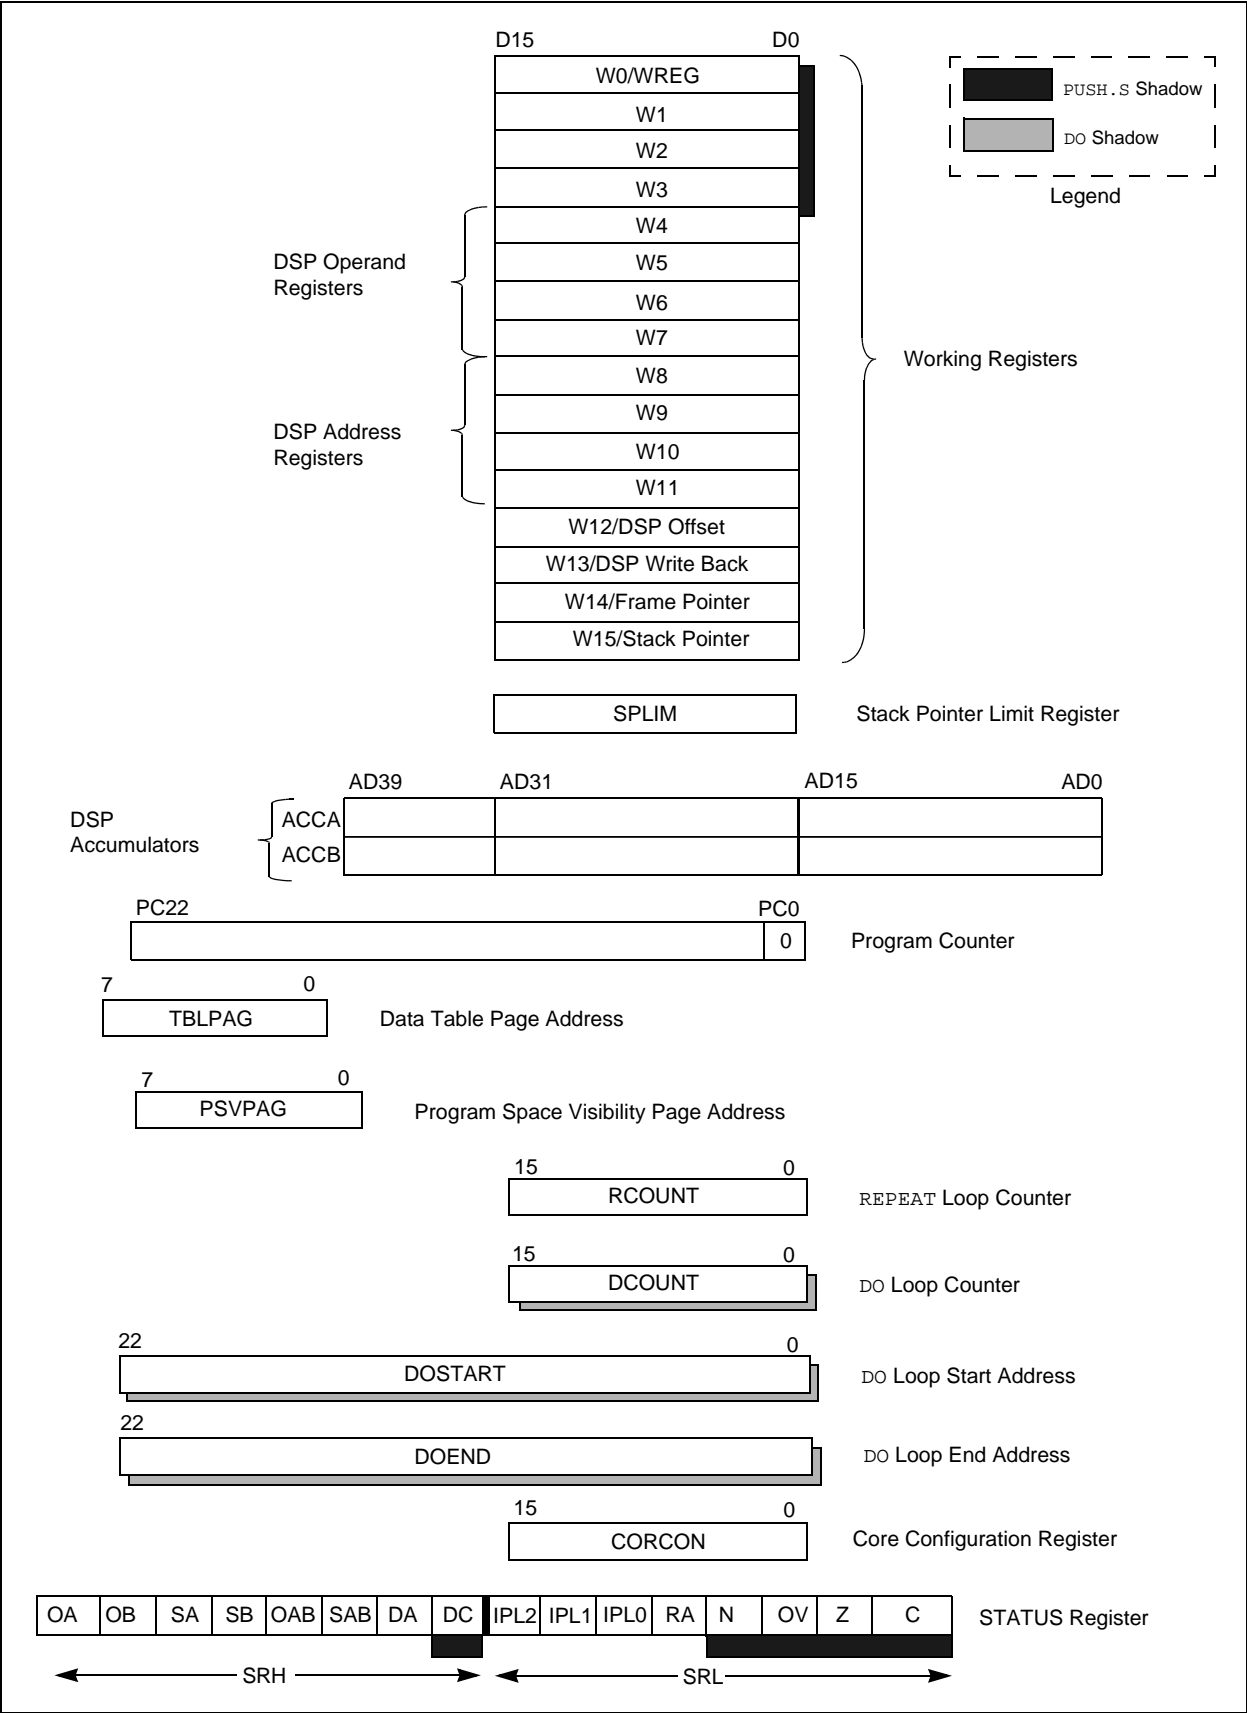 D15 D0
W0/WREG
PUSH.S Shadow
W1
DO Shadow
W2
W3
Legend
W4
DSP Operand
Registers
W5
W6
W7
Working Registers
W8
W9
DSP Address
Registers
W10
W11
W12/DSP Offset
W13/DSP Write Back
W14/Frame Pointer
W15/Stack Pointer
SPLIM Stack Pointer Limit Register
AD39 AD31 AD15 AD0
DSP
Accumulators
ACCA
ACCB
PC22 PC0
0 Program Counter
7 0
TBLPAG Data Table Page Address
7 0
PSVPAG Program Space Visibility Page Address
15 0
RCOUNT REPEAT Loop Counter
15 0
DCOUNT DO Loop Counter
22 0
DOSTART DO Loop Start Address
22
DOEND DO Loop End Address
15 0
CORCON Core Configuration Register
OA OB SA SB OAB SAB DA DC IPL2 IPL1 IPL0 RA N OV Z C STATUS Register
SRH SRL